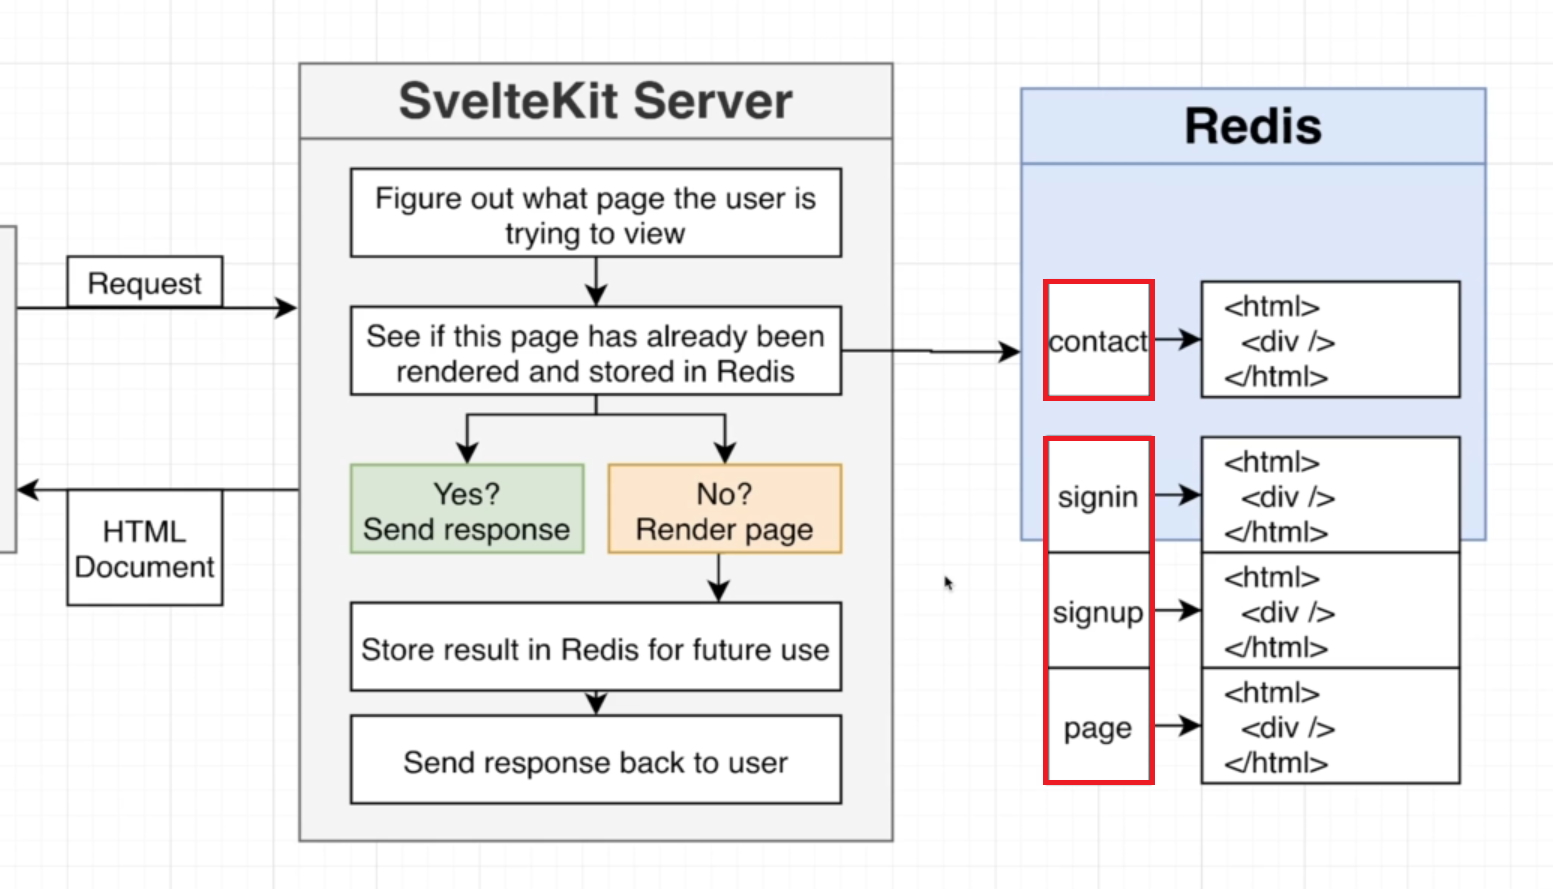 SvelteKit Server
Redis
Figure out what page the user is
trying to view
Request
See if this page has already been
rendered and stored in Redis
contact
<html>
<div />
</html>
Yes?
Send response
No?
Render page
HTML
Document
signin
<html>
<div />
</html>
signup
<html>
<div />
</html>
Store result in Redis for future use
page
<html>
<div />
</html>
Send response back to user